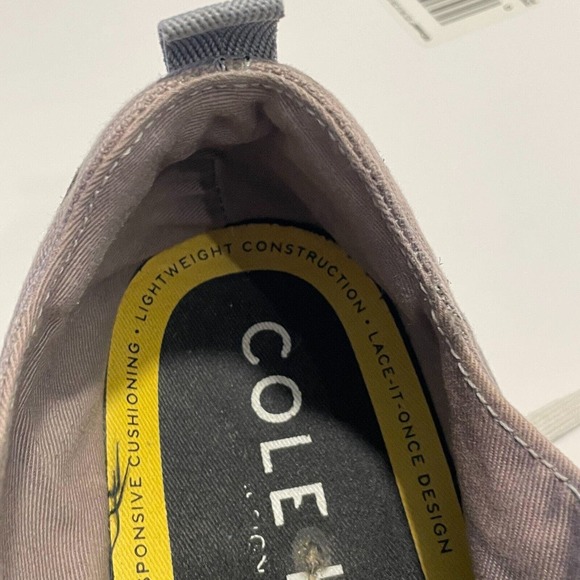 SPONSIVE CUSHIONING • LIGHTWEIGHT CONSTRUCTION • LACE-IT-ONCE DESIGN
COLE